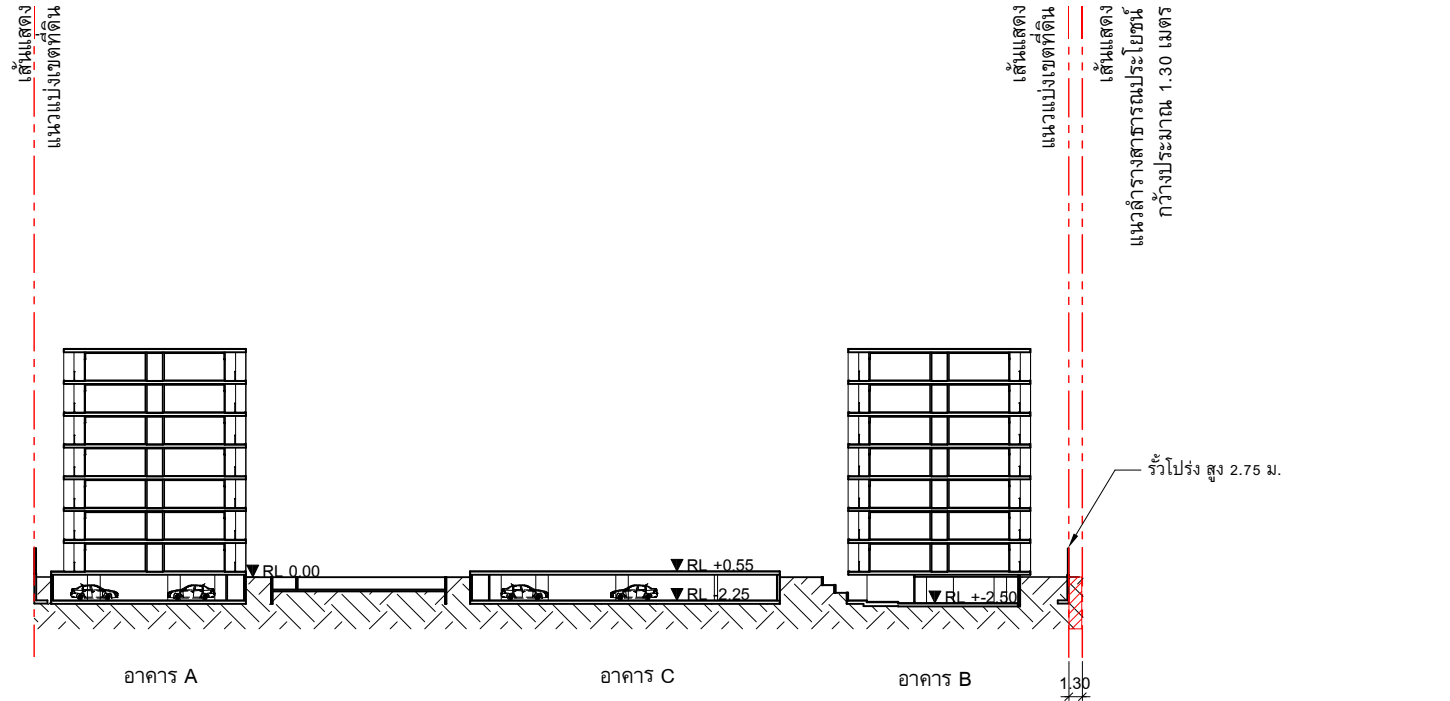 เส้นแสดง
แนวแบ่งเขตที่ดิน
เส้นแสดง
แนวแบ่งเขตที่ดิน
เส้นแสดง
แนวลำรางสาธารณประโยชน์
กว้างประมาณ 1.30 เมตร
รั้วโปร่ง สูง 2.75 ม.
RL 0.00
RL +0.55
RL -2.25
RL +-2.50
อาคาร A
อาคาร C
อาคาร B
1.30